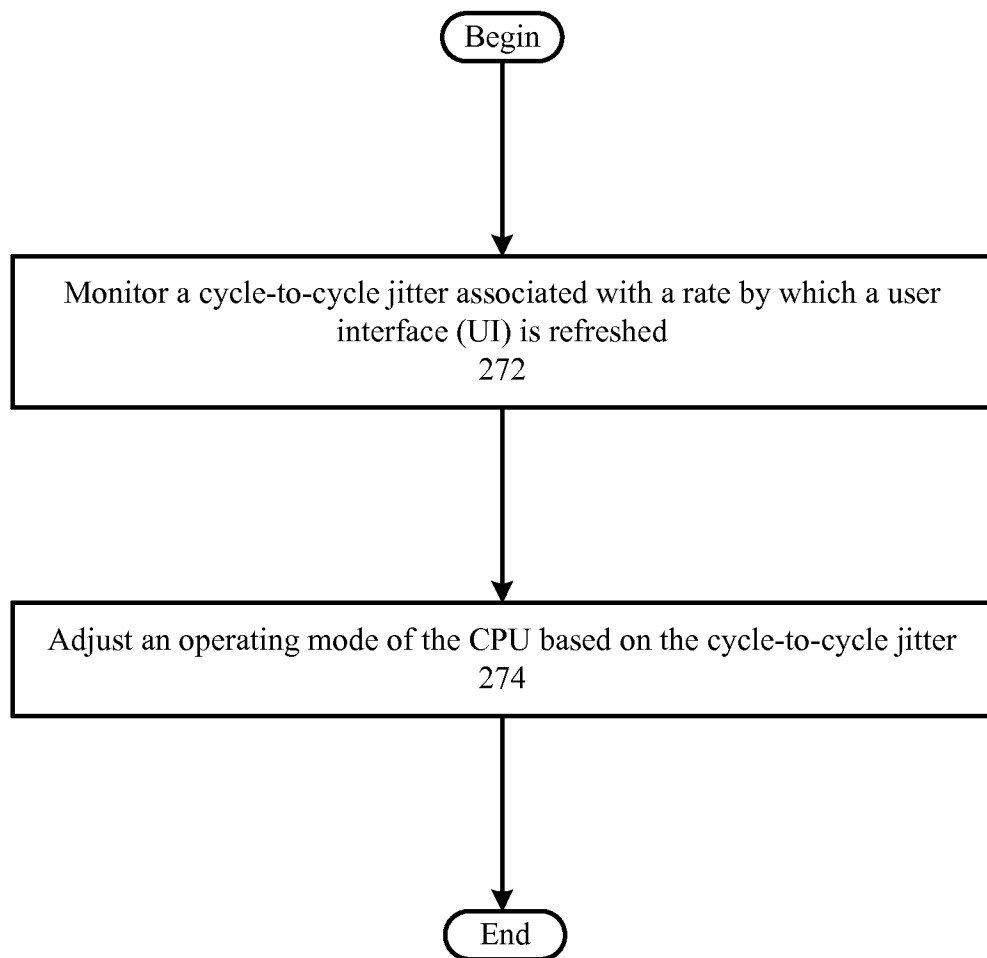 Begin
Monitor a cycle-to-cycle jitter associated with a rate by which a user
interface (UI) is refreshed
272
Adjust an operating mode of the CPU based on the cycle-to-cycle jitter
274
End